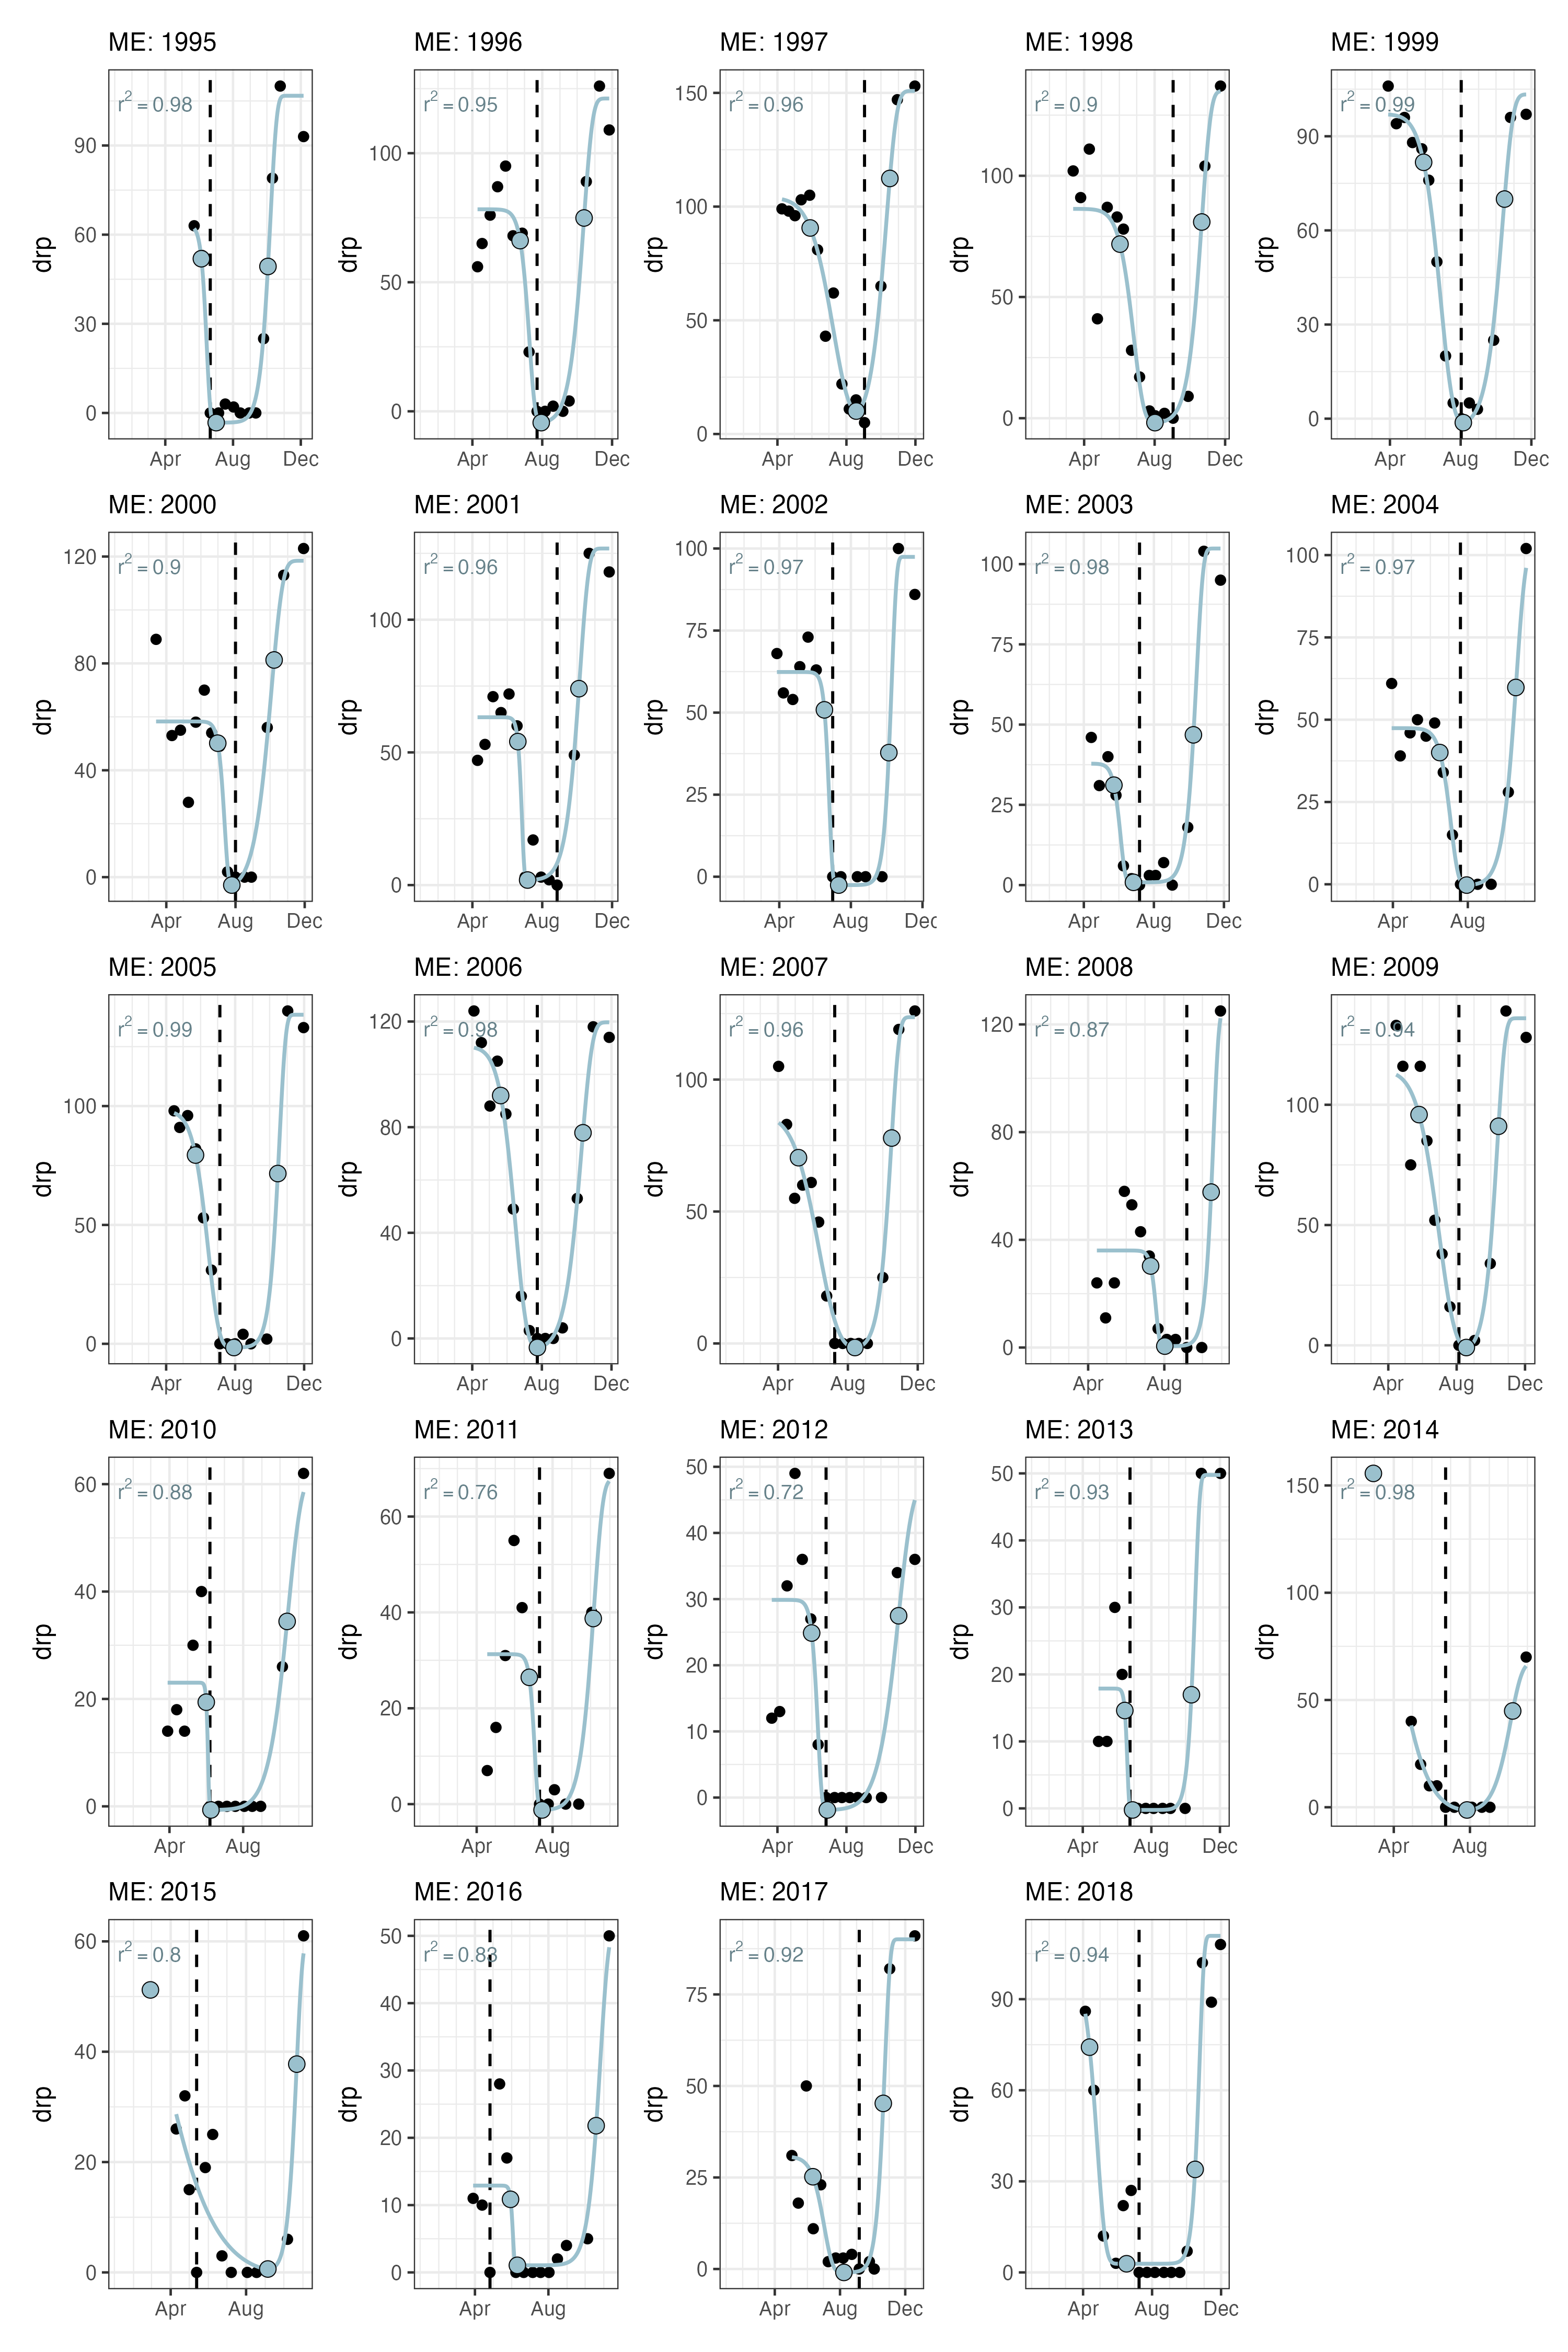 ME: 1995 ME: 1996 ME: 1997 ME: 1998 ME: 1999
r² = 0.98 r² = 0.95 r² = 0.96 r² = 0.9 r² = 0.99
drp 90 60 30 0 drp 100 50 0 drp 150 100 50 0 drp 100 50 0 drp 90 60 30 0
Apr Aug Dec Apr Aug Dec Apr Aug Dec Apr Aug Dec Apr Aug Dec
ME: 2000 ME: 2001 ME: 2002 ME: 2003 ME: 2004
r² = 0.9 r² = 0.96 r² = 0.97 r² = 0.98 r² = 0.97
drp 120 80 40 0 drp 100 50 0 drp 100 75 50 25 0 drp 100 75 50 25 0 drp 100 75 50 25 0
Apr Aug Dec Apr Aug Dec Apr Aug Dec Apr Aug Dec Apr Aug
ME: 2005 ME: 2006 ME: 2007 ME: 2008 ME: 2009
r² = 0.99 r² = 0.98 r² = 0.96 r² = 0.87 r² = 0.94
drp 100 50 0 drp 120 80 40 0 drp 100 50 0 drp 120 80 40 0 drp 100 50 0
Apr Aug Dec Apr Aug Dec Apr Aug Dec Apr Aug Apr Aug Dec
ME: 2010 ME: 2011 ME: 2012 ME: 2013 ME: 2014
r² = 0.88 r² = 0.76 r² = 0.72 r² = 0.93 r² = 0.98
drp 60 40 20 0 drp 60 40 20 0 drp 50 40 30 20 10 0 drp 50 40 30 20 10 0 drp 150 100 50 0
Apr Aug Apr Aug Apr Aug Dec Apr Aug Dec Apr Aug
ME: 2015 ME: 2016 ME: 2017 ME: 2018
r² = 0.8 r² = 0.83 r² = 0.92 r² = 0.94
drp 60 40 20 0 drp 50 40 30 20 10 0 drp 75 50 25 0 drp 90 60 30 0
Apr Aug Apr Aug Apr Aug Dec Apr Aug Dec